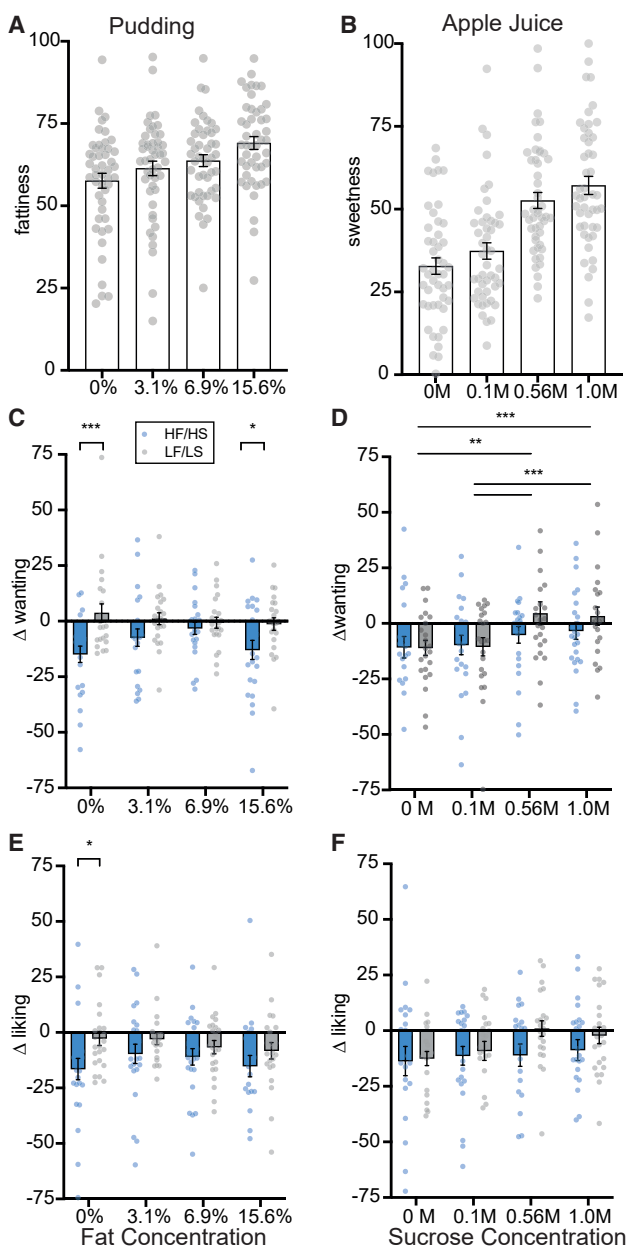 A Pudding
B Apple Juice
fattiness
100
75
50
25
0
0% 3.1% 6.9% 15.6%
sweetness
100
75
50
25
0
0M 0.1M 0.56M 1.0M
C
*** HF/HS *
LF/LS
Δ wanting
75
50
25
0
-25
-50
-75
0% 3.1% 6.9% 15.6%
D
***
**
***
Δwanting
75
50
25
0
-25
-50
-75
0 M 0.1M 0.56M 1.0M
E
*
Δ liking
75
50
25
0
-25
-50
-75
0% 3.1% 6.9% 15.6%
Fat Concentration
F
Δ liking
75
50
25
0
-25
-50
-75
0 M 0.1M 0.56M 1.0M
Sucrose Concentration